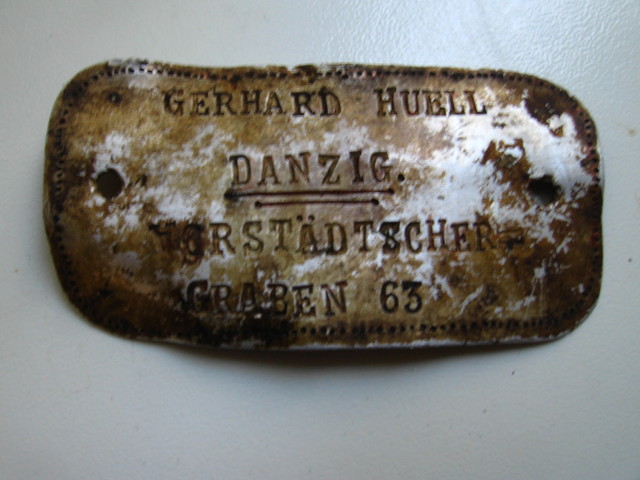 GERHARD HUELL
DANZIG.
VORSTÄDTSCHER-
GRABEN 63